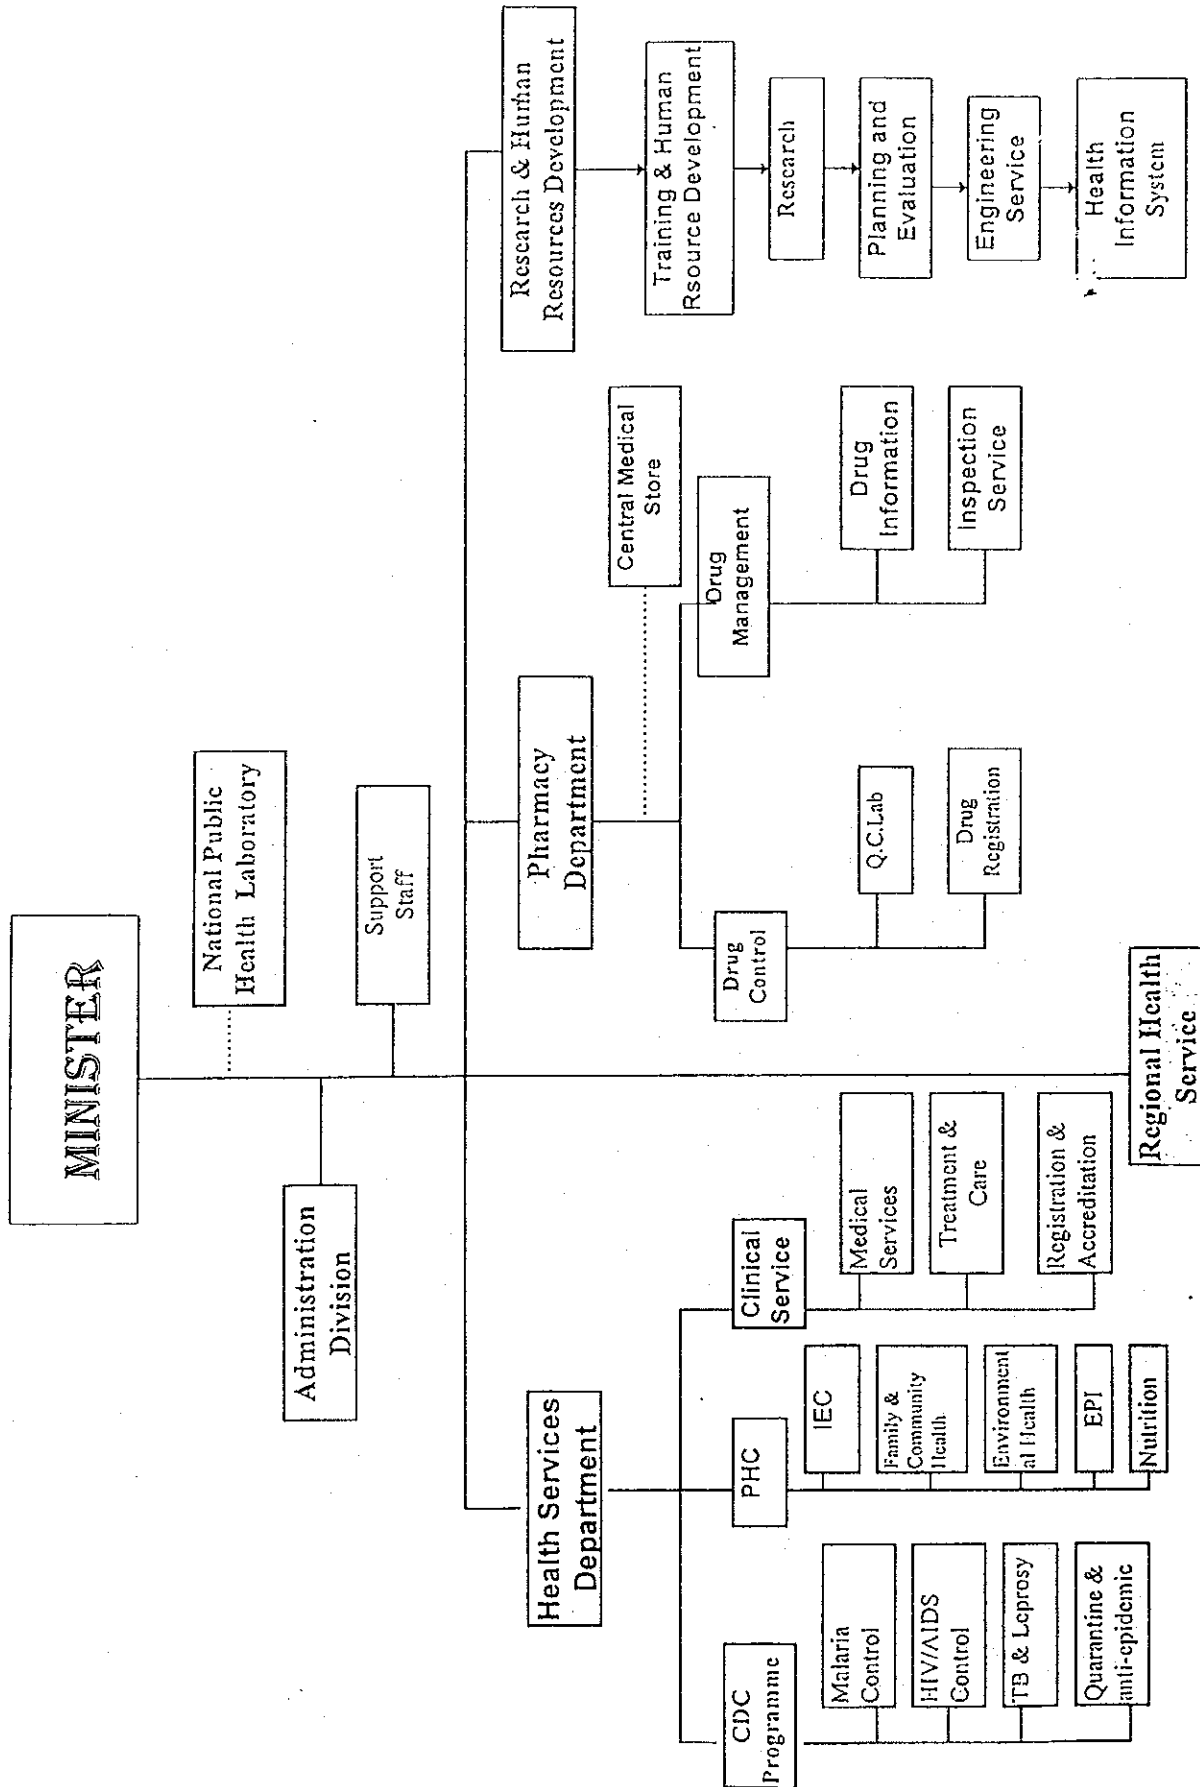 MINISTER
National Public
Health Laboratory
Administration
Division
Support
Staff
Health Services
Department
Pharmacy
Department
Research & Human
Resources Development
Central Medical
Store
Training & Human
Rsource Development
CDC
Programme
PHC
Clinical
Service
Drug
Control
Drug
Management
Research
Malaria
Control
HIV/AIDS
Control
TB & Leprosy
Quarantine &
anti-epidemic
IEC
Family &
Community
Health
Environment
al Health
EPI
Nutrition
Medical
Services
Treatment &
Care
Registration &
Accreditation
Q.C.Lab
Drug
Registration
Drug
Information
Inspection
Service
Planning and
Evaluation
Engineering
Service
Health
Information
System
Regional Health
Service